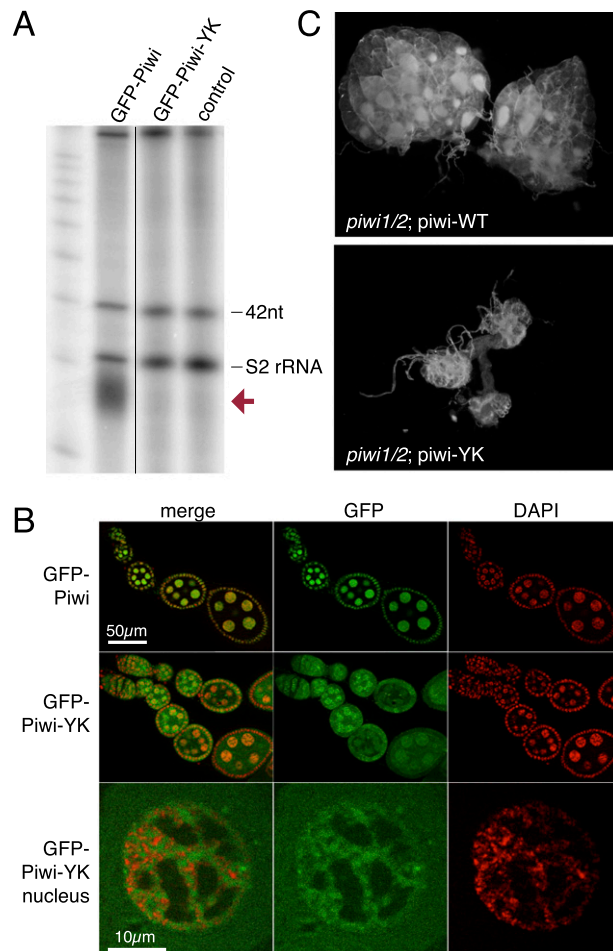 A
GFP-Piwi
GFP-Piwi-YK
control
42nt
S2 rRNA
C
piwi1/2; piwi-WT
piwi1/2; piwi-YK
B
merge
GFP
DAPI
GFP-
Piwi
50µm
GFP-
Piwi-YK
GFP-
Piwi-YK
nucleus
10µm